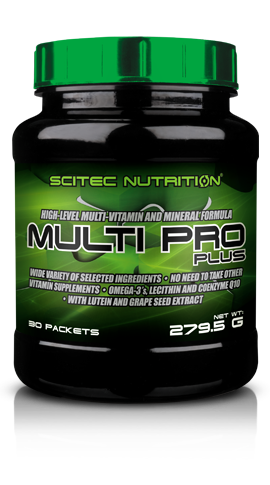 SCITEC NUTRITION
HIGH-LEVEL MULTI-VITAMIN AND MINERAL FORMULA
MULTI PRO
PLUS
WIDE VARIETY OF SELECTED INGREDIENTS • NO NEED TO TAKE OTHER
VITAMIN SUPPLEMENTS • OMEGA-3's, LECITHIN AND COENZYME Q10
• WITH LUTEIN AND GRAPE SEED EXTRACT
30 PACKETS
NET WT:
279.5 G